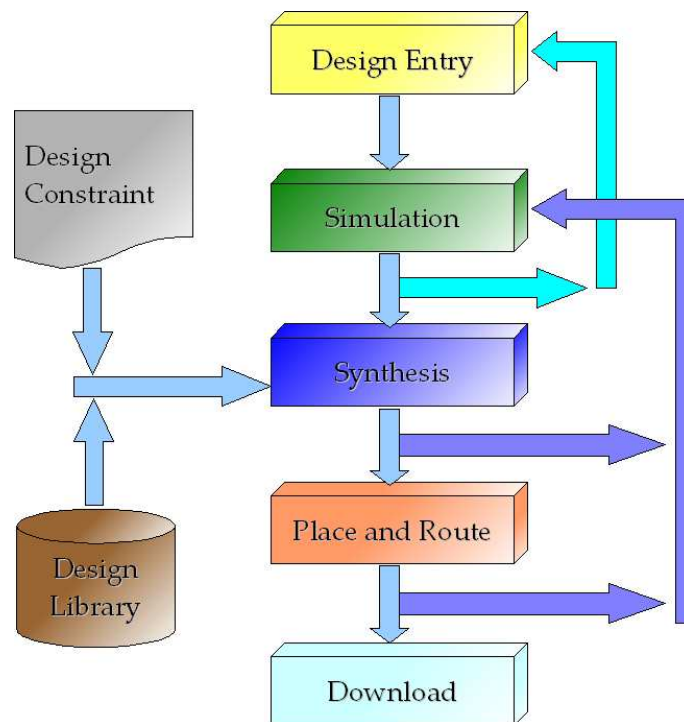 Design Entry
Design
Constraint
Simulation
Synthesis
Place and Route
Design
Library
Download